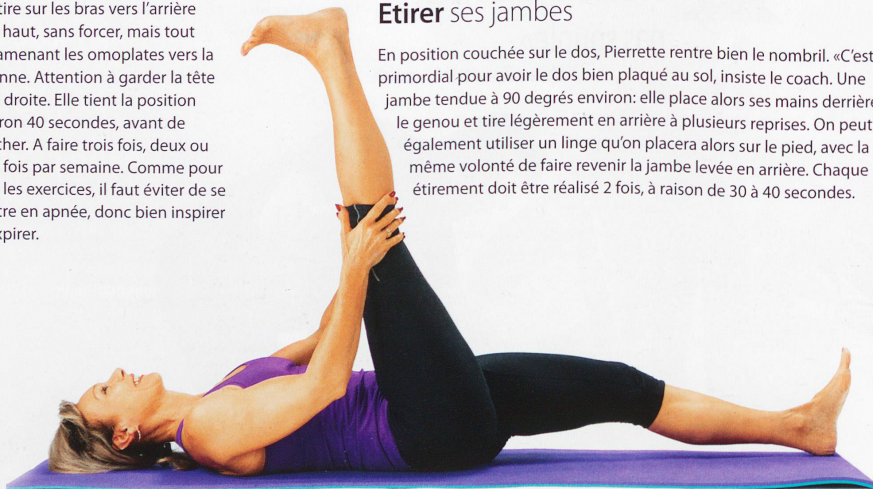 tire sur les bras vers l'arrière
haut, sans forcer, mais tout
amenant les omoplates vers la
Attention à garder la tête
droite. Elle tient la position
40 secondes, avant de
A faire trois fois, deux ou
fois par semaine. Comme pour
les exercices, il faut éviter de se
en apnée, donc bien inspirer
Etirer ses jambes
En position couchée sur le dos, Pierrette rentre bien le nombril. «C'est
primordial pour avoir le dos bien plaqué au sol, insiste le coach. Une
jambe tendue à 90 degrés environ: elle place alors ses mains derrière
le genou et tire légèrement en arrière à plusieurs reprises. On peut
également utiliser un linge qu'on placera alors sur le pied, avec la
même volonté de faire revenir la jambe levée en arrière. Chaque
étirement doit être réalisé 2 fois, à raison de 30 à 40 secondes.